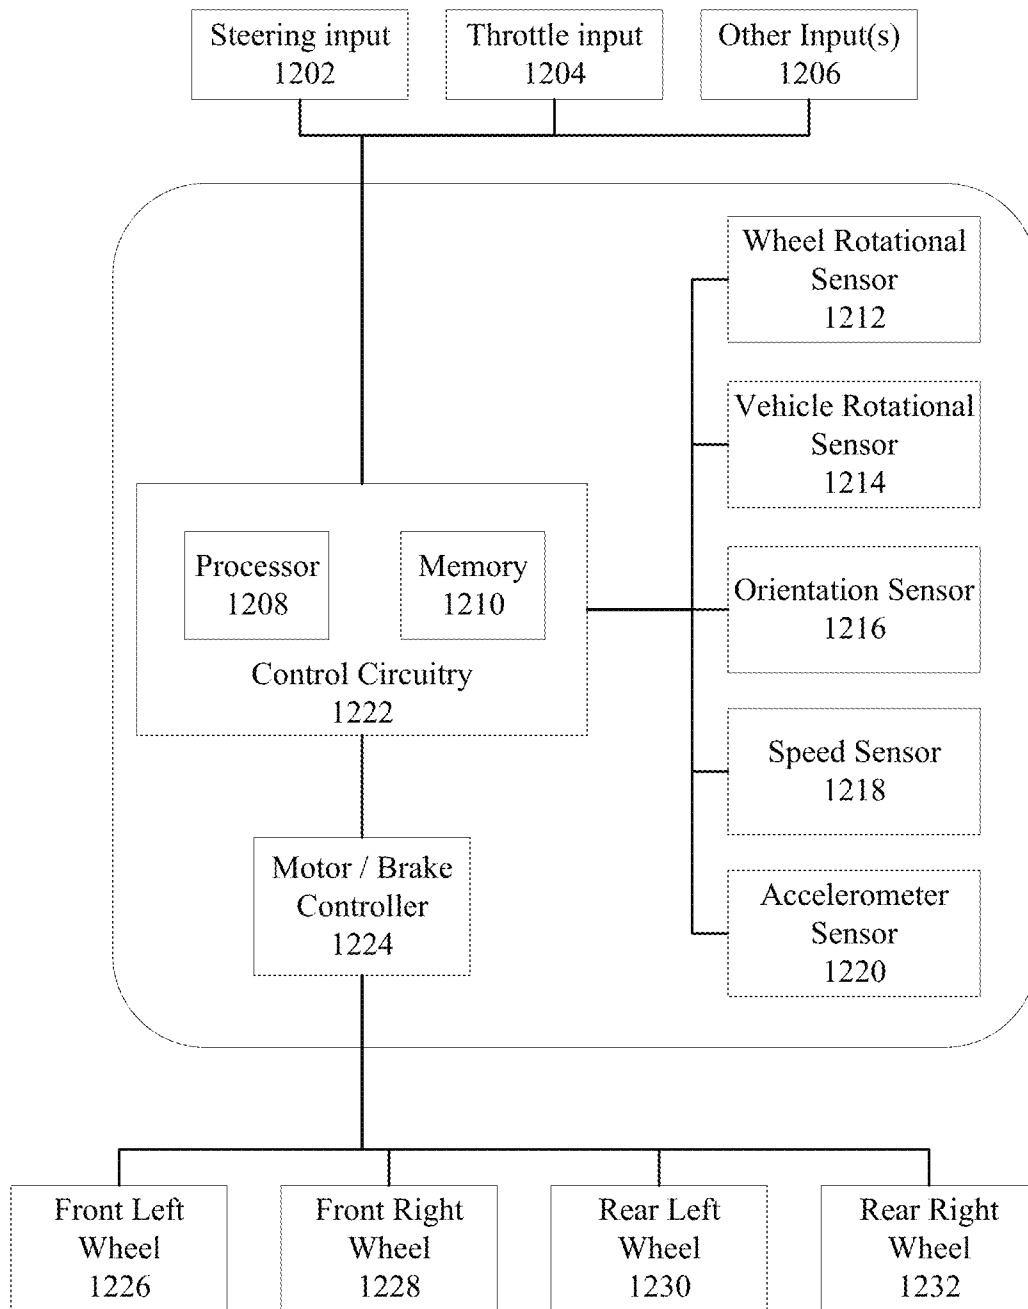 Steering input
1202
Throttle input
1204
Other Input(s)
1206
Wheel Rotational
Sensor
1212
Vehicle Rotational
Sensor
1214
Orientation Sensor
1216
Speed Sensor
1218
Accelerometer
Sensor
1220
Processor
1208
Memory
1210
Control Circuitry
1222
Motor / Brake
Controller
1224
Front Left
Wheel
1226
Front Right
Wheel
1228
Rear Left
Wheel
1230
Rear Right
Wheel
1232